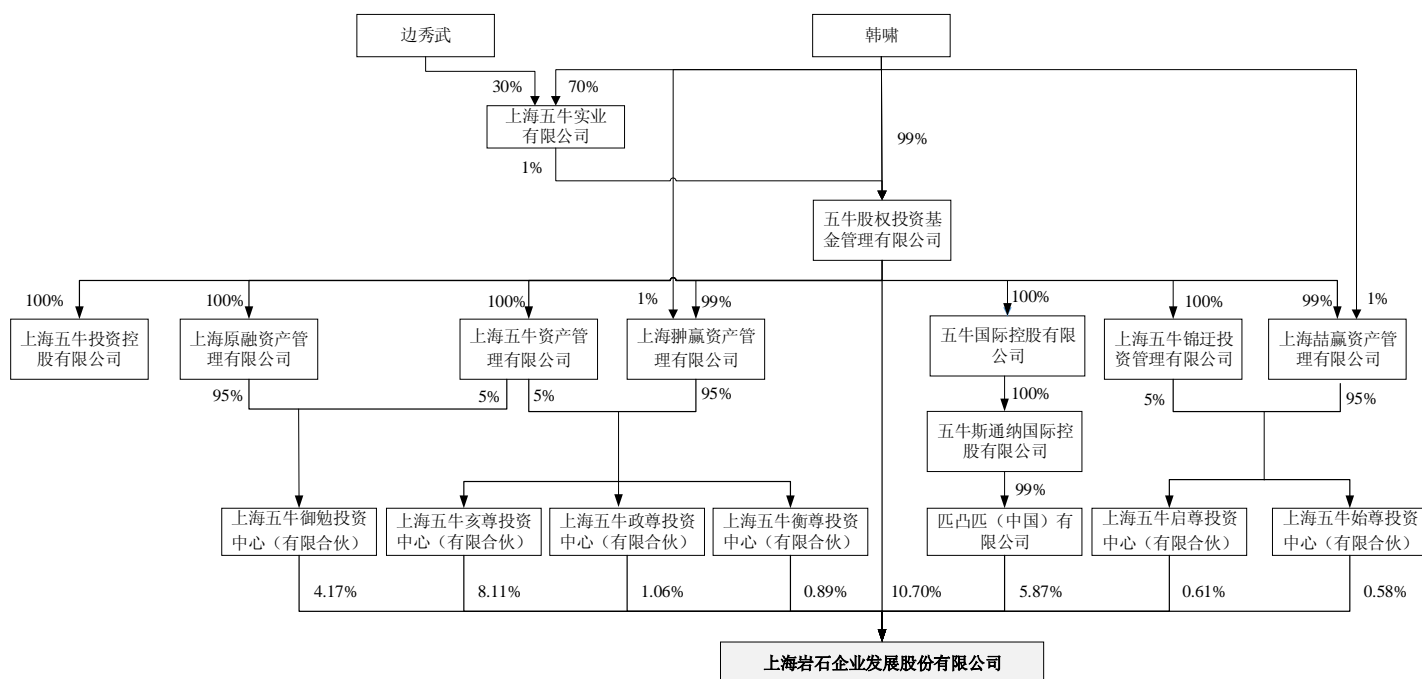 边秀武
韩啸
30%
70%
上海五牛实业
有限公司
99%
1%
五牛股权投资基
金管理有限公司
100%
100%
100%
1%
99%
100%
100%
99%
1%
上海五牛投资控
股有限公司
上海原融资产管
理有限公司
上海五牛资产管
理有限公司
上海翀赢资产管
理有限公司
五牛国际控股有限公
司
上海五牛锦迂投
资管理有限公司
上海喆赢资产管
理有限公司
95%
5%
5%
95%
100%
5%
95%
五牛斯通纳国际控
股有限公司
99%
上海五牛御勉投资
中心（有限合伙）
上海五牛亥尊投资
中心（有限合伙）
上海五牛政尊投资
中心（有限合伙）
上海五牛衡尊投资
中心（有限合伙）
匹凸匹（中国）有
限公司
上海五牛启尊投资
中心（有限合伙）
上海五牛始尊投资
中心（有限合伙）
4.17%
8.11%
1.06%
0.89%
10.70%
5.87%
0.61%
0.58%
上海岩石企业发展股份有限公司